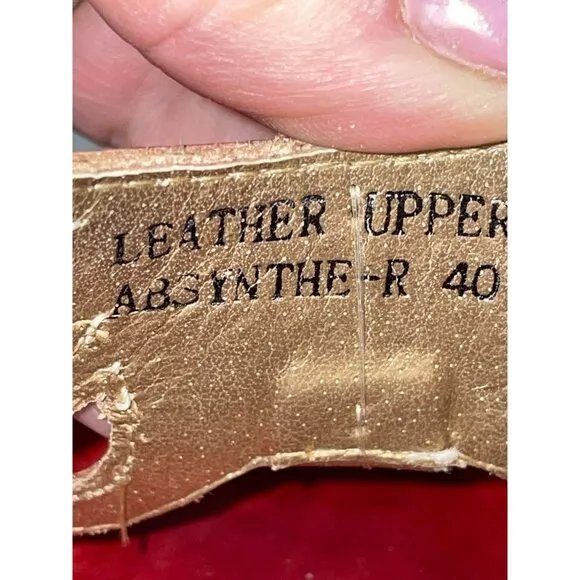 LEATHER UPPER
ABSYNTHE-R 40